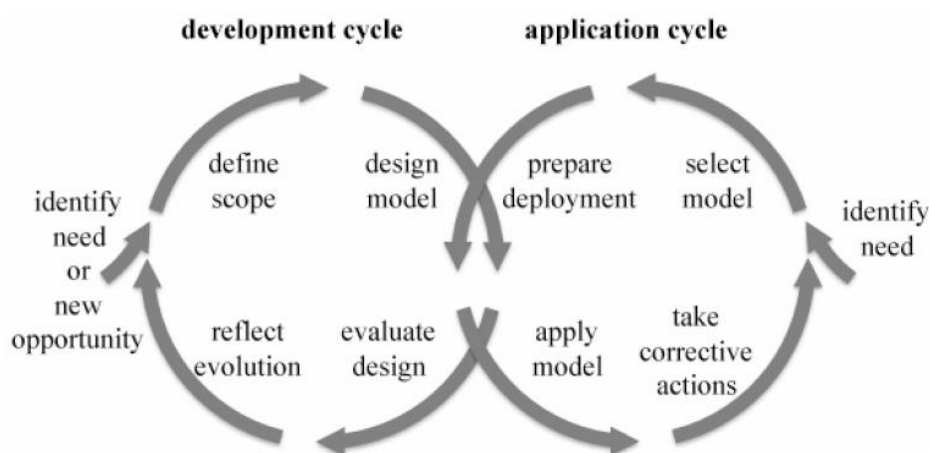 development cycle
application cycle
define
scope
design
model
prepare
deployment
select
model
identify
need
or
new
opportunity
identify
need
reflect
evolution
evaluate
design
apply
model
take
corrective
actions